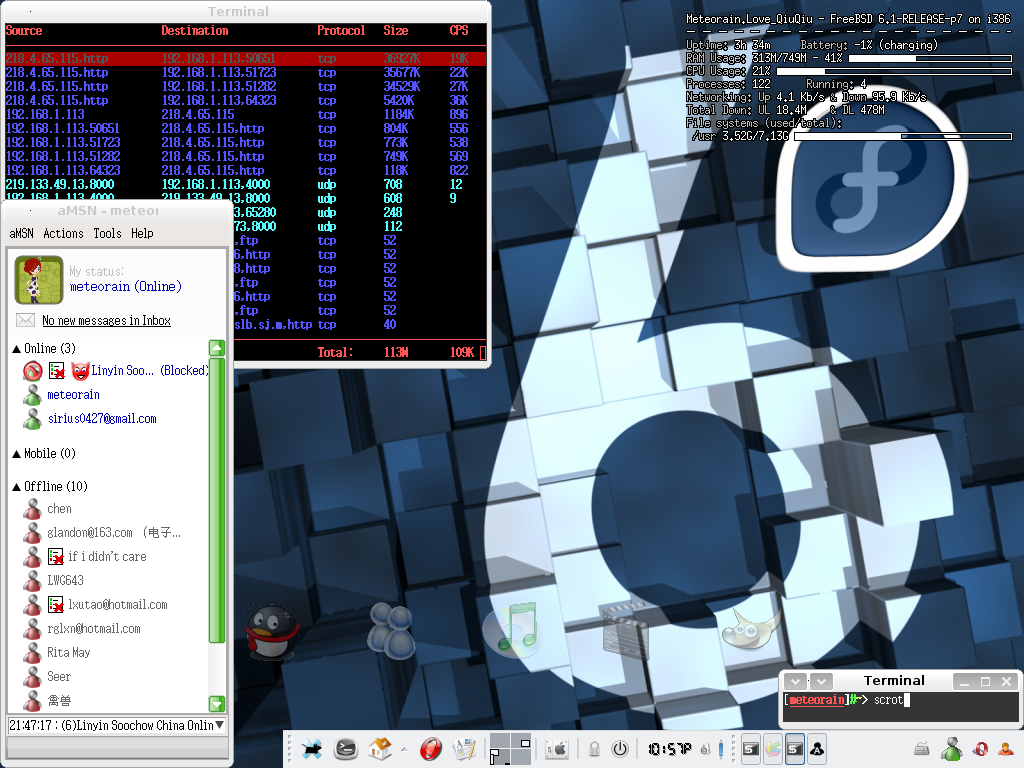 Terminal
Source Destination Protocol Size CPS
218.4.65.115,http 192.168.1.113,50651 tcp 36927K 19K
218.4.65.115,http 192.168.1.113,51723 tcp 35677K 22K
218.4.65.115,http 192.168.1.113,51282 tcp 34529K 27K
218.4.65.115,http 192.168.1.113,64323 tcp 5420K 36K
192.168.1.113 218.4.65.115 tcp 1184K 896
192.168.1.113,50651 218.4.65.115,http tcp 804K 556
192.168.1.113,51723 218.4.65.115,http tcp 773K 538
192.168.1.113,51282 218.4.65.115,http tcp 749K 569
192.168.1.113,64323 218.4.65.115,http tcp 118K 822
219.133.49.13,8000 192.168.1.113,4000 udp 708 12
192.168.1.113,4000 219.133.49.13,8000 udp 608 9
3,65280 udp 248
73,8000 udp 112
,ftp tcp 52
6,http tcp 52
8,http tcp 52
,ftp tcp 52
6,http tcp 52
,ftp tcp 52
slb.sj.m,http tcp 40
Total: 113M 109K
Meteorain.Love_QiuQiu - FreeBSD 6.1-RELEASE-p7 on i386
Uptime: 3h 34m Battery: -1% (charging)
RAM Usage: 313M/749M - 41%
CPU Usage: 21%
Processes: 122 Running: 4
Networking: Up 4.1 Kb/s & Down 95.9 Kb/s
Total Down: UL 18.4M & DL 478M
File systems (used/total):
/usr 3.52G/7.13G
aMSN - meteor
aMSN Actions Tools Help
My status:
meteorain (Online)
No new messages in Inbox
Online (3)
Linyin Soo... (Blocked)
meteorain
sirius0427@gmail.com
Mobile (0)
Offline (10)
chen
glandon@163.com (电子...
if i didn't care
LWG643
lxutao@hotmail.com
rglxn@hotmail.com
Rita May
Seer
禽兽
21:47:17 : (6)Linyin Soochow China Onlin
Terminal
[meteorain]#~> scrot
10:57P